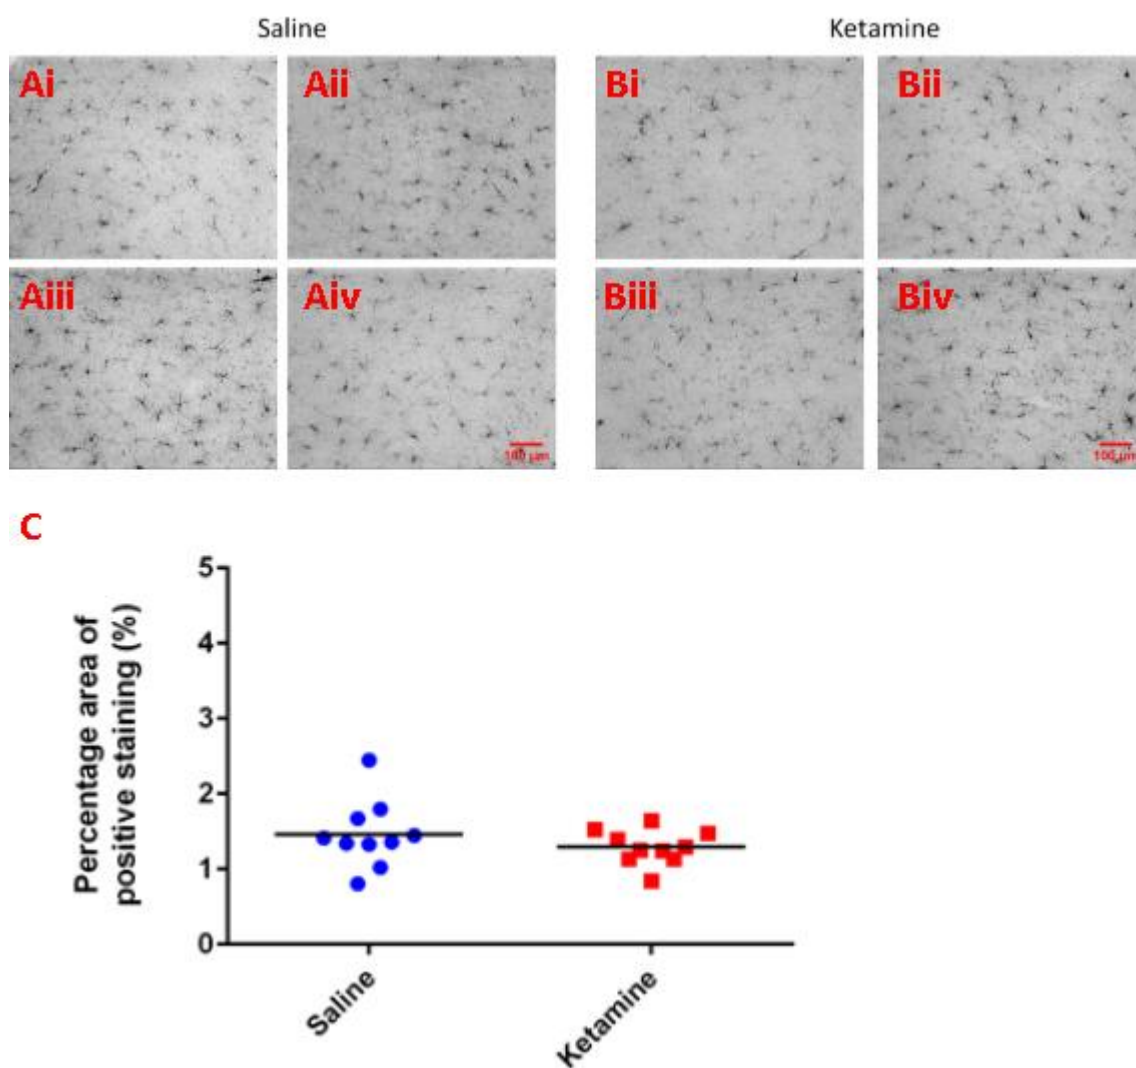 Saline
Ketamine
Ai
Aii
Bi
Bii
Aiii
Aiv
Biii
Biv
100 µm
100 µm
C
5
4
3
2
1
0
Percentage area of
positive staining (%)
Saline
Ketamine